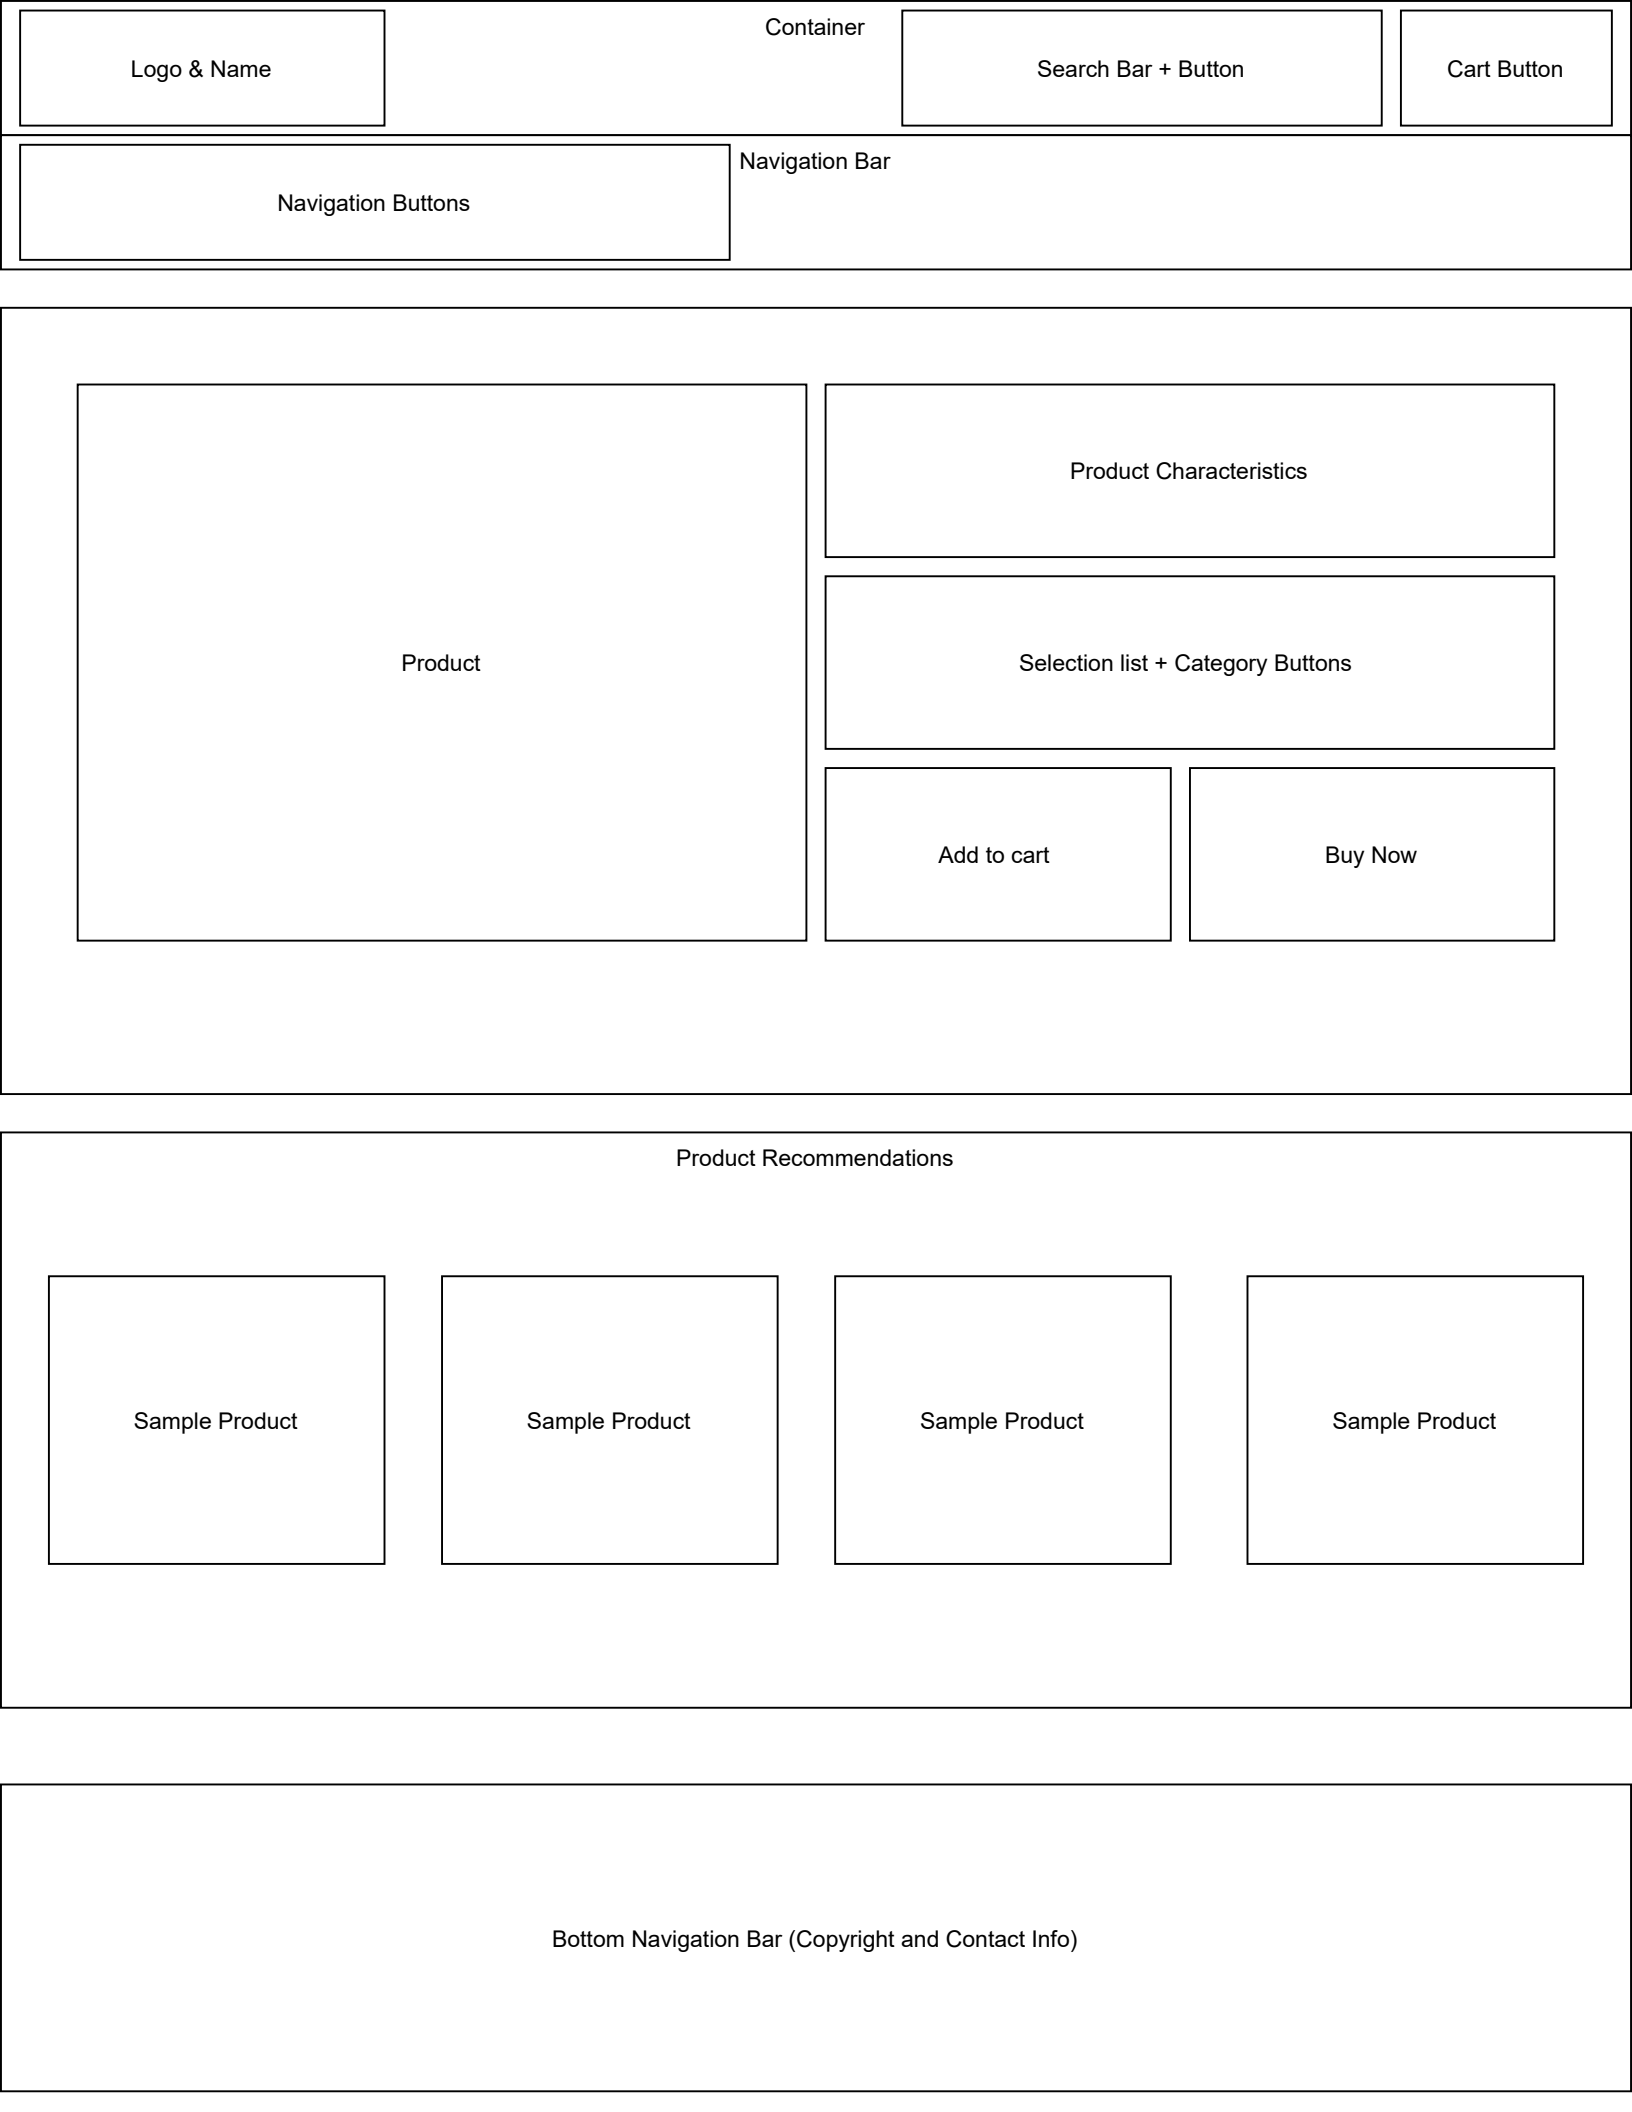 Container
Logo & Name
Search Bar + Button
Cart Button
Navigation Bar
Navigation Buttons
Product
Product Characteristics
Selection list + Category Buttons
Add to cart
Buy Now
Product Recommendations
Sample Product
Sample Product
Sample Product
Sample Product
Bottom Navigation Bar (Copyright and Contact Info)